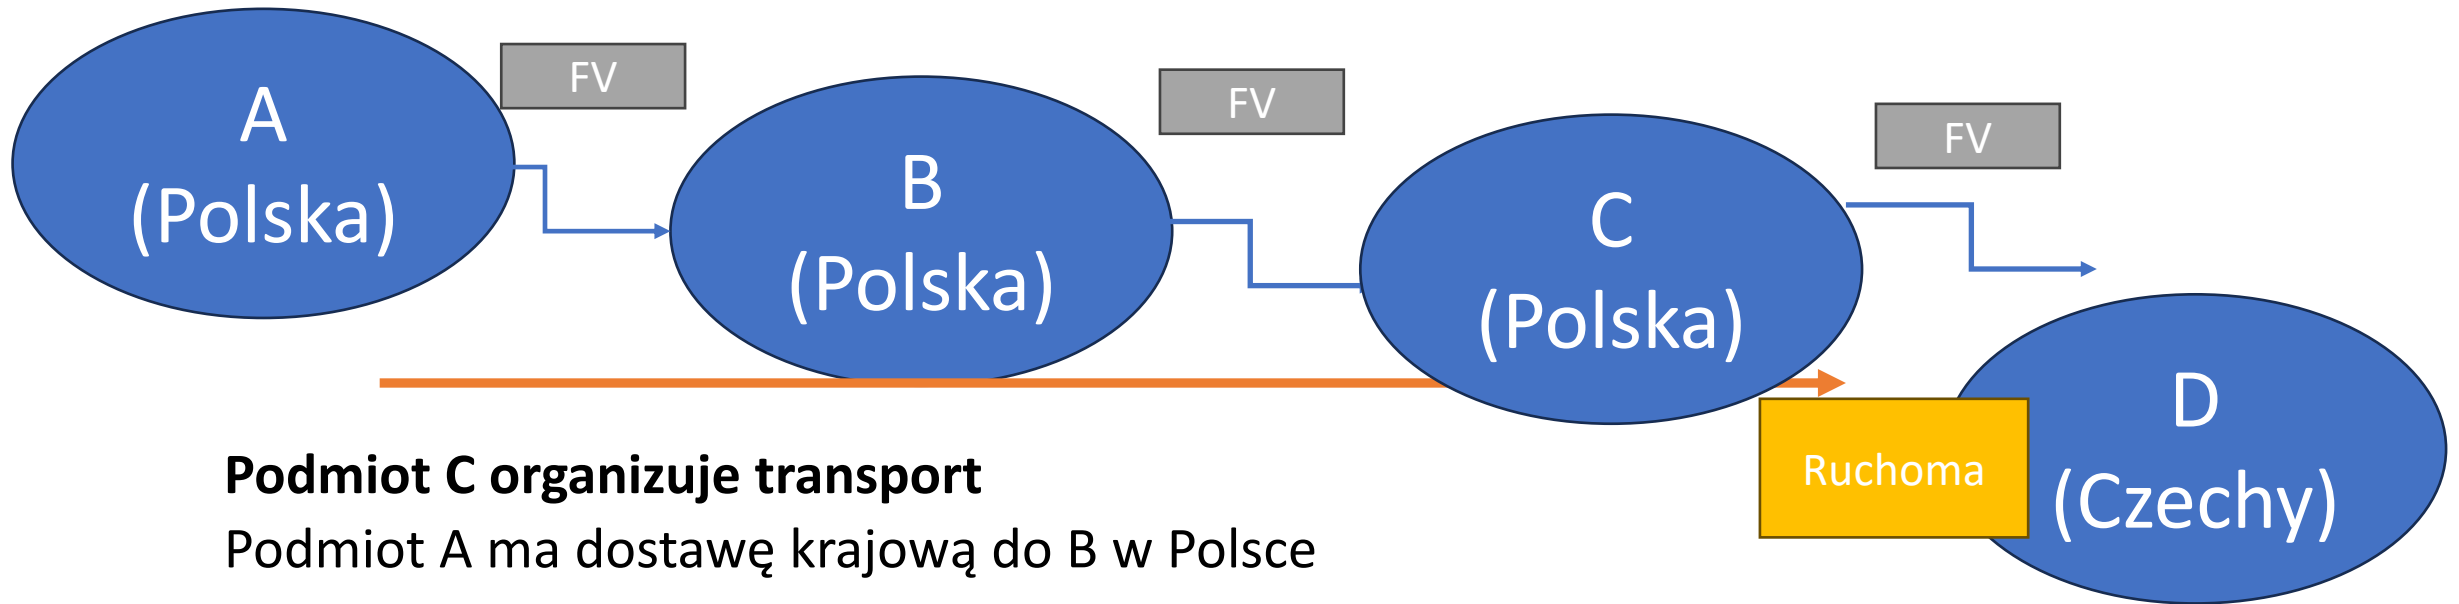 A
(Polska)
FV
B
(Polska)
FV
C
(Polska)
FV
D
(Czechy)
Ruchoma
Podmiot C organizuje transport
Podmiot A ma dostawę krajową do B w Polsce